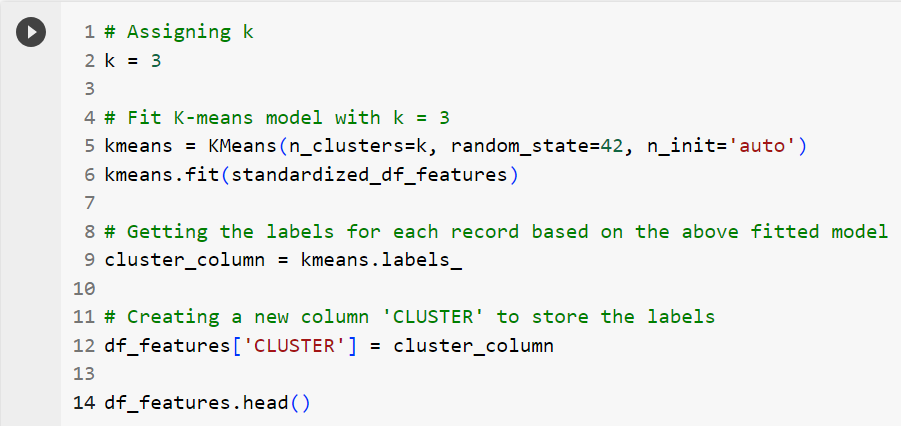 1 # Assigning k
2 k = 3
3
4 # Fit K-means model with k = 3
5 kmeans = KMeans(n_clusters=k, random_state=42, n_init='auto')
6 kmeans.fit(standardized_df_features)
7
8 # Getting the labels for each record based on the above fitted model
9 cluster_column = kmeans.labels_
10
11 # Creating a new column 'CLUSTER' to store the labels
12 df_features['CLUSTER'] = cluster_column
13
14 df_features.head()